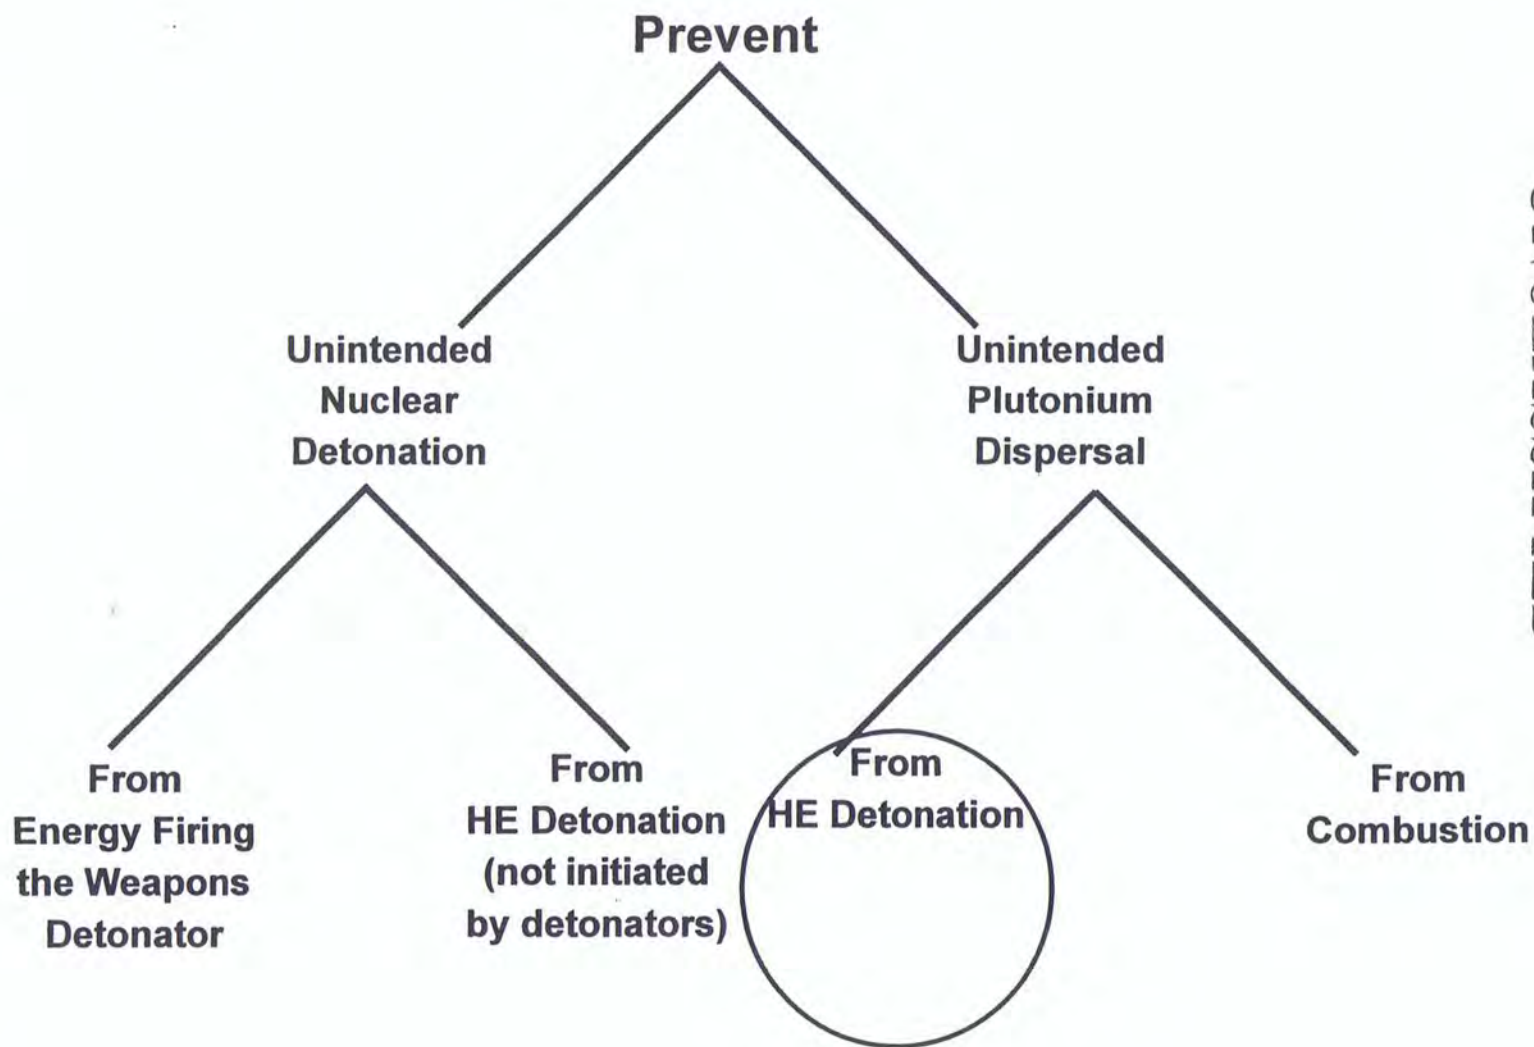 Prevent
Unintended
Nuclear
Detonation
Unintended
Plutonium
Dispersal
From
Energy Firing
the Weapons
Detonator
From
HE Detonation
(not initiated
by detonators)
From
HE Detonation
From
Combustion